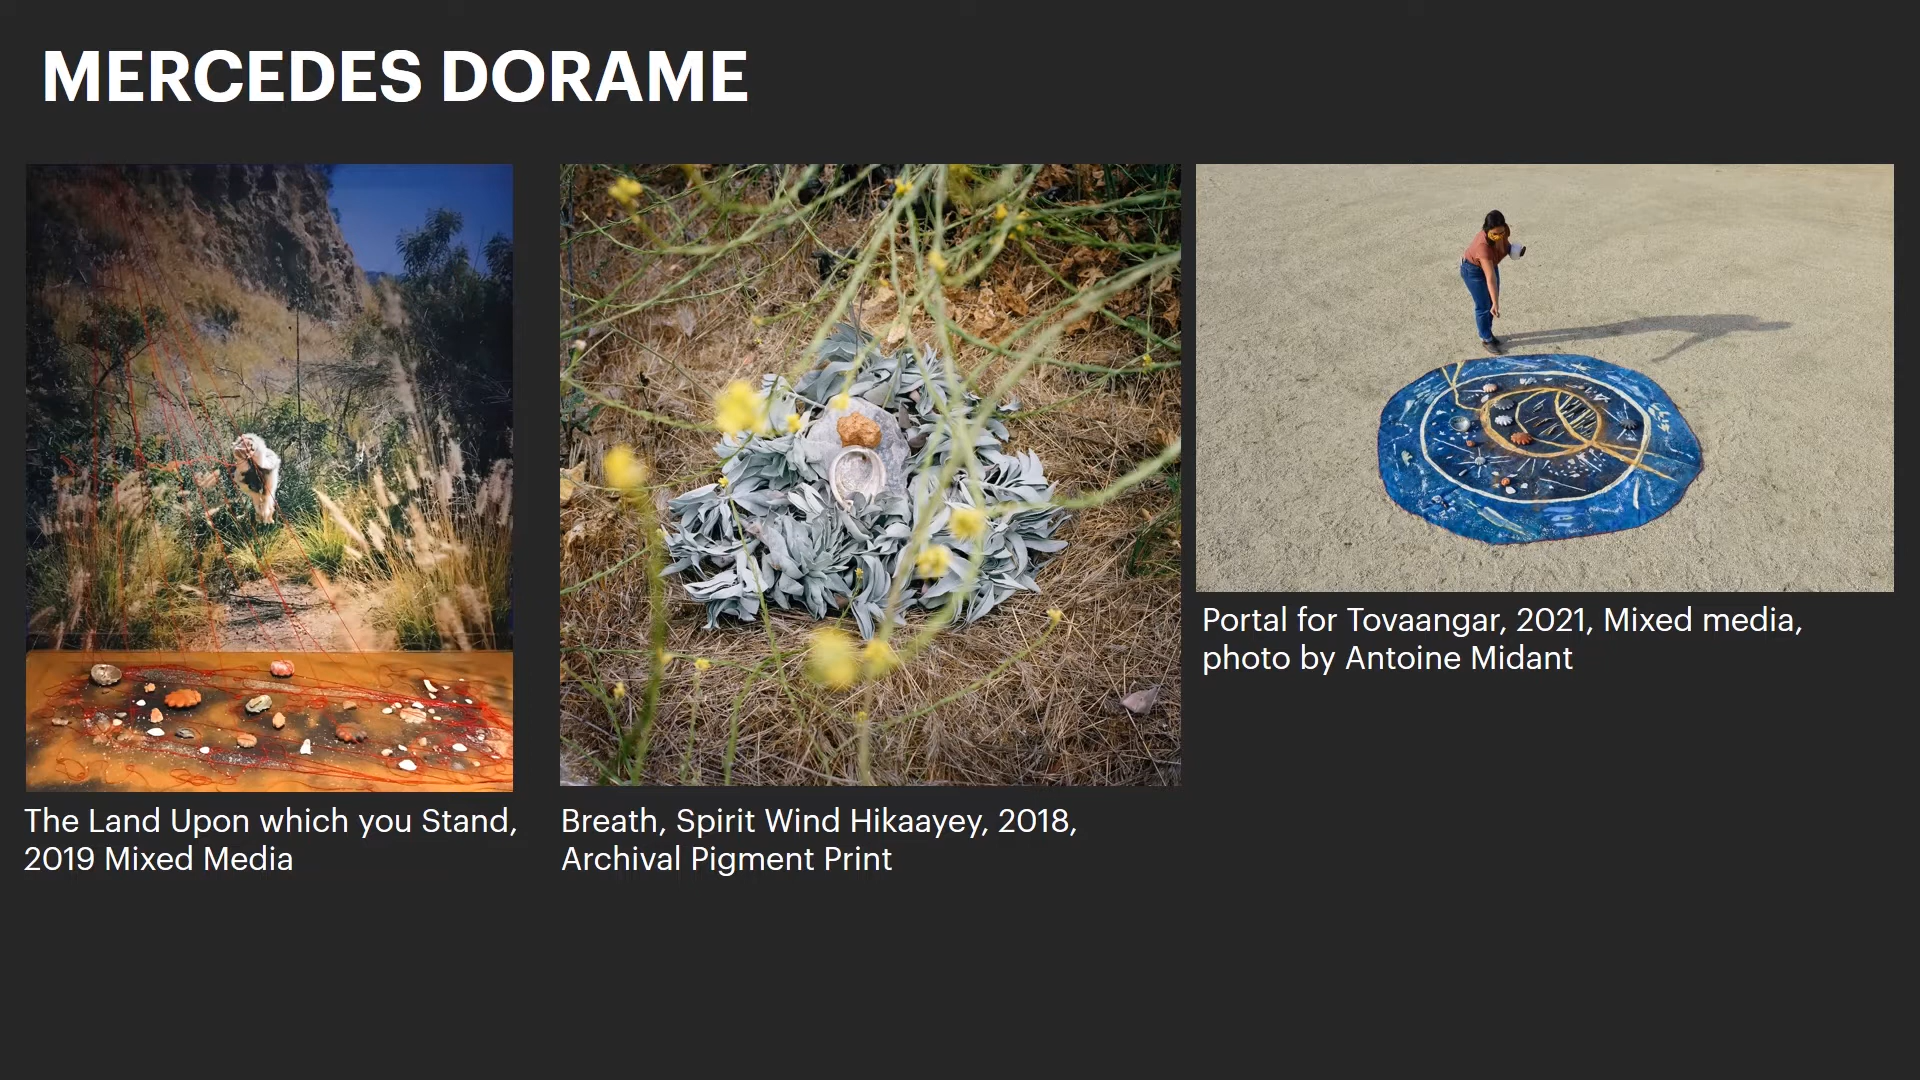 MERCEDES DORAME
The Land Upon which you Stand,
2019 Mixed Media
Breath, Spirit Wind Hikaayey, 2018,
Archival Pigment Print
Portal for Tovaangar, 2021, Mixed media,
photo by Antoine Midant